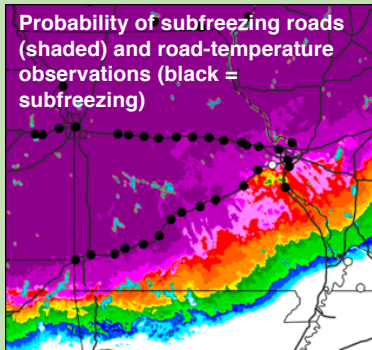 Probability of subfreezing roads
(shaded) and road-temperature
observations (black =
subfreezing)